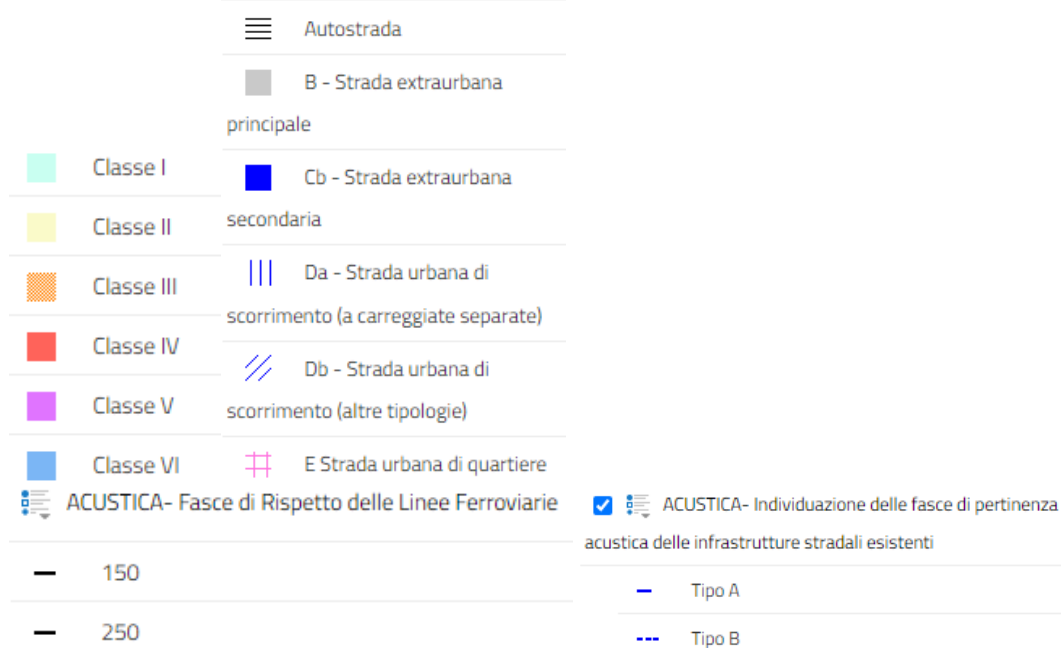 Autostrada
B - Strada extraurbana
principale
Cb - Strada extraurbana
secondaria
Da - Strada urbana di
scorrimento (a carreggiate separate)
Db - Strada urbana di
scorrimento (altre tipologie)
E Strada urbana di quartiere
Classe I
Classe II
Classe III
Classe IV
Classe V
Classe VI
ACUSTICA- Fasce di Rispetto delle Linee Ferroviarie
150
250
ACUSTICA- Individuazione delle fasce di pertinenza
acustica delle infrastrutture stradali esistenti
Tipo A
Tipo B